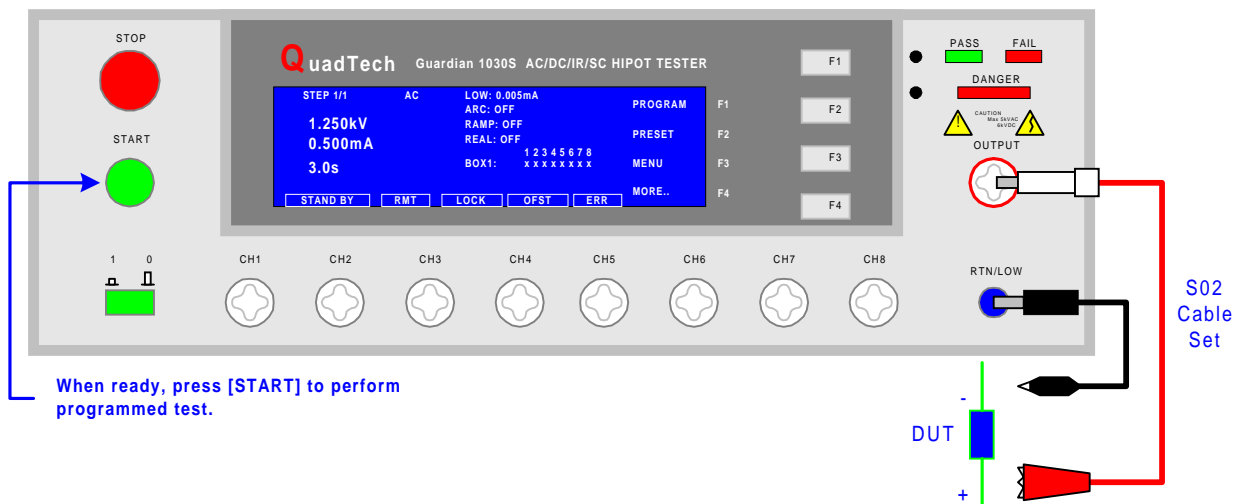 STOP
START
1 0
QuadTech Guardian 1030S AC/DC/IR/SC HIPOT TESTER
STEP 1/1 AC LOW: 0.005mA
ARC: OFF
1.250kV RAMP: OFF
0.500mA REAL: OFF
1 2 3 4 5 6 7 8
3.0s BOX1: x x x x x x x x
STAND BY RMT LOCK OFST ERR
PROGRAM F1
PRESET F2
MENU F3
MORE.. F4
F1
F2
F3
F4
PASS FAIL
DANGER
CAUTION
Max 5kVAC
6kVDC
!
OUTPUT
CH1 CH2 CH3 CH4 CH5 CH6 CH7 CH8
RTN/LOW
S02
Cable
Set
When ready, press [START] to perform
programmed test.
-
DUT
+